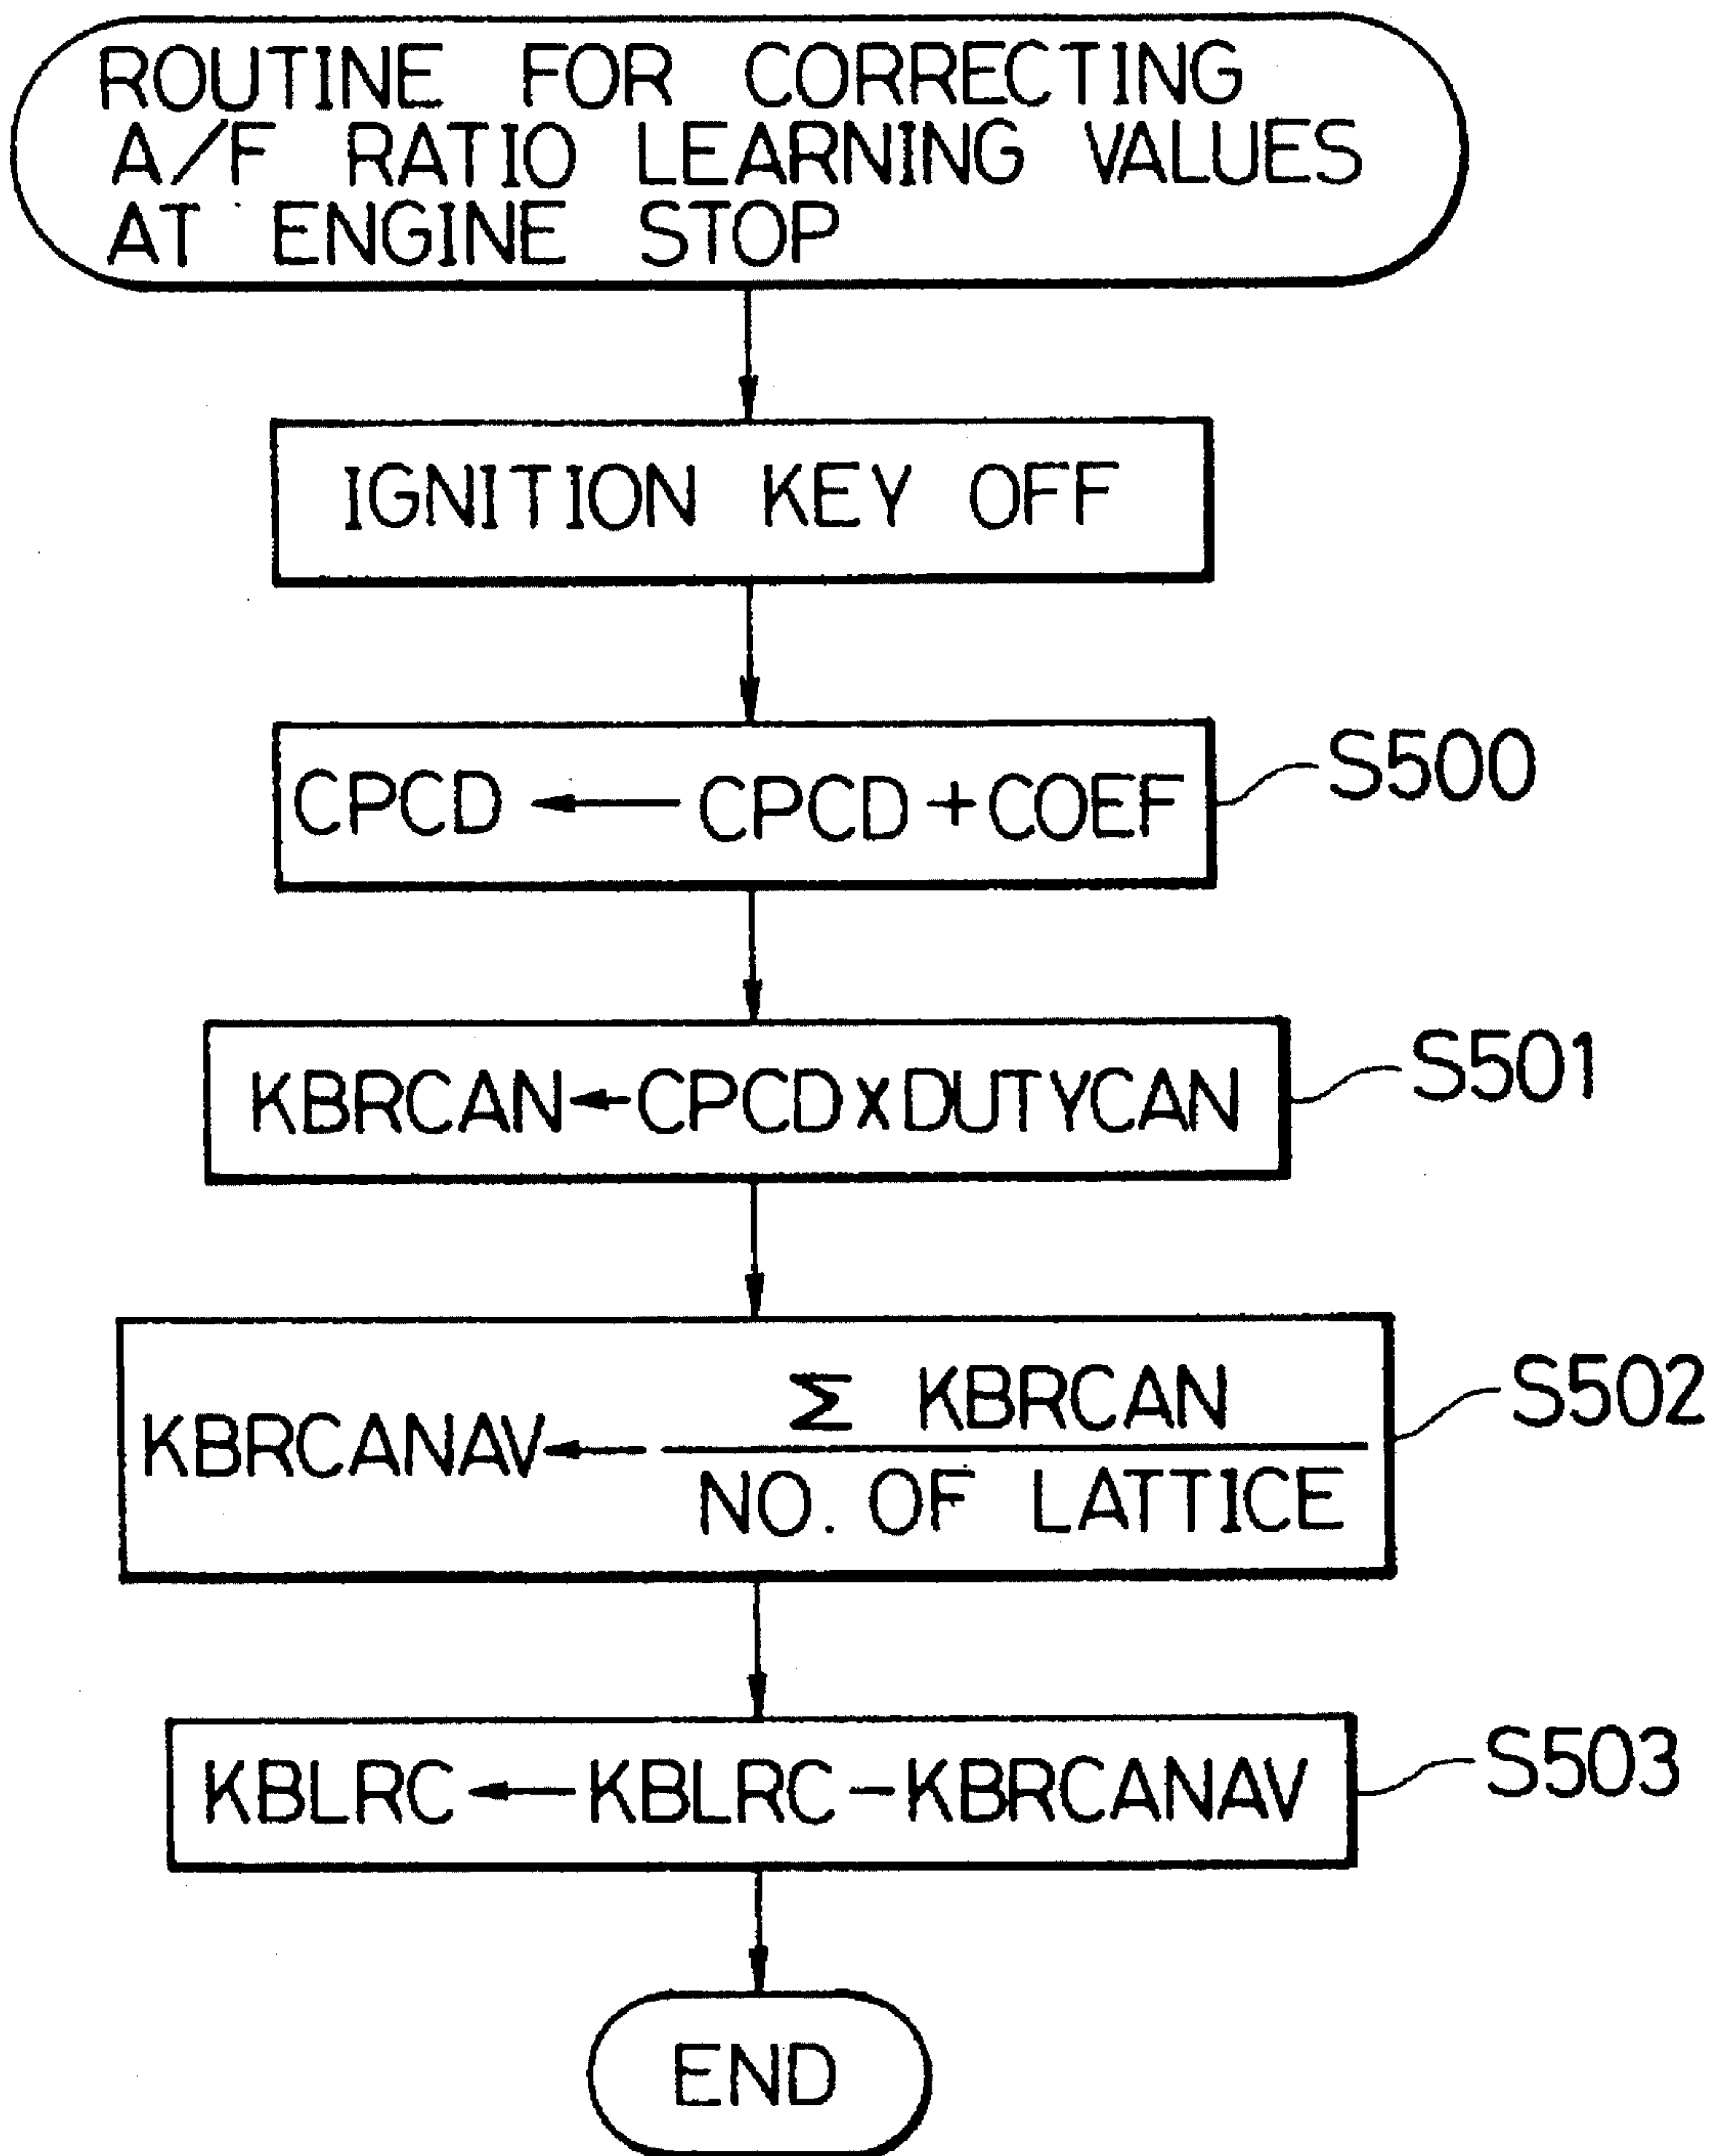 ROUTINE FOR CORRECTING
A/F RATIO LEARNING VALUES
AT ENGINE STOP
IGNITION KEY OFF
CPCD ← CPCD + COEF
S500
KBRCAN ← CPCD x DUTYCAN
S501
KBRCANAV ← Σ KBRCAN
NO. OF LATTICE
S502
KBLRC ← KBLRC − KBRCANAV
S503
END